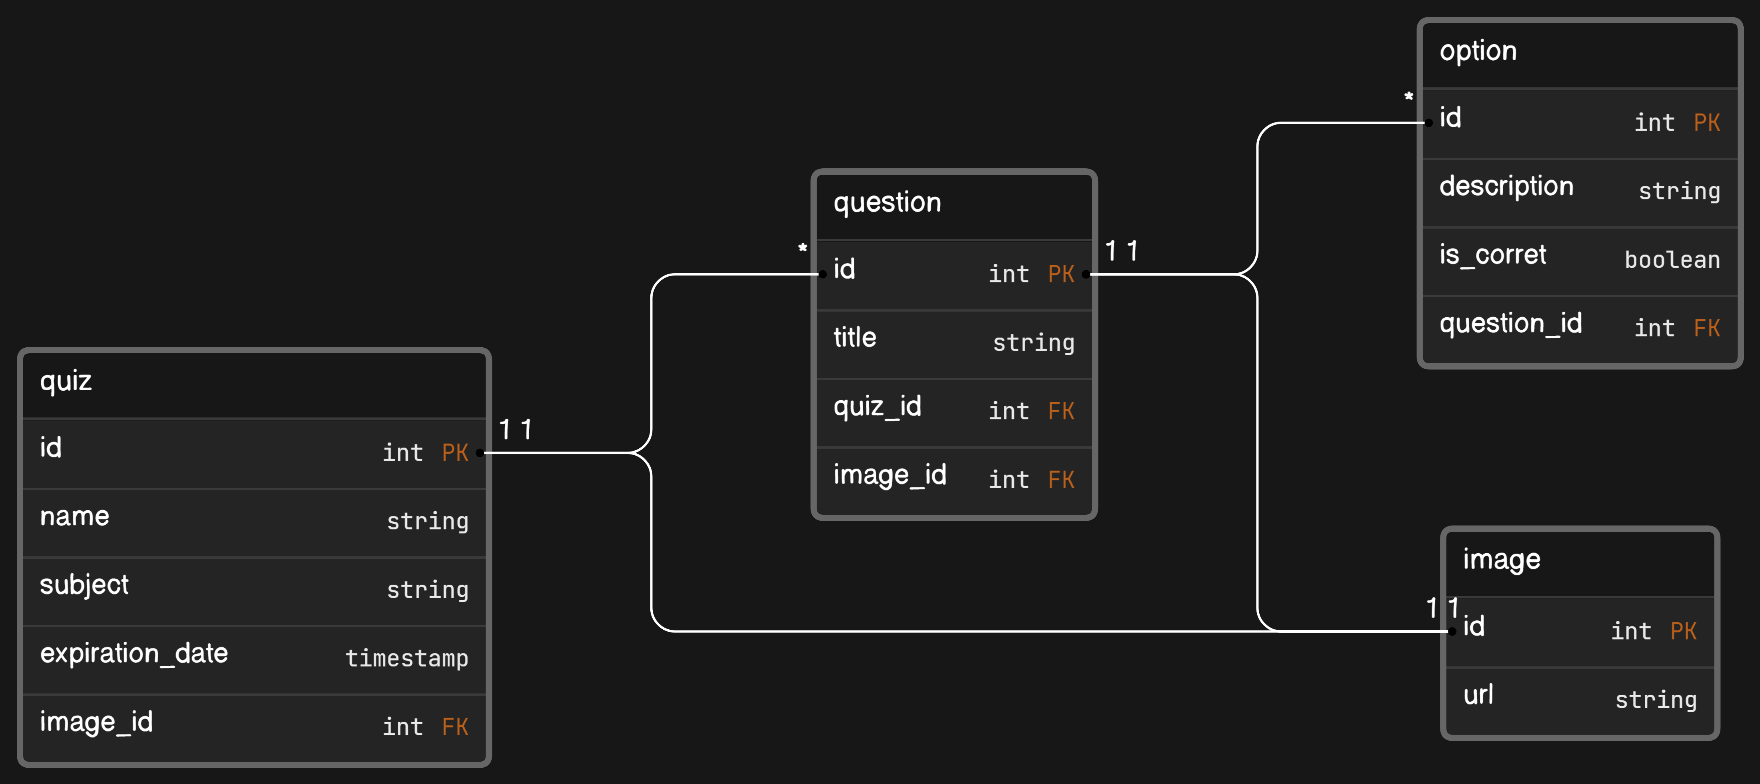 option
*
id int PK
description string
is_corret boolean
question_id int FK
question
*
1 1
id int PK
title string
quiz_id int FK
image_id int FK
quiz
1 1
id int PK
name string
subject string
expiration_date timestamp
image_id int FK
image
1 1
id int PK
url string